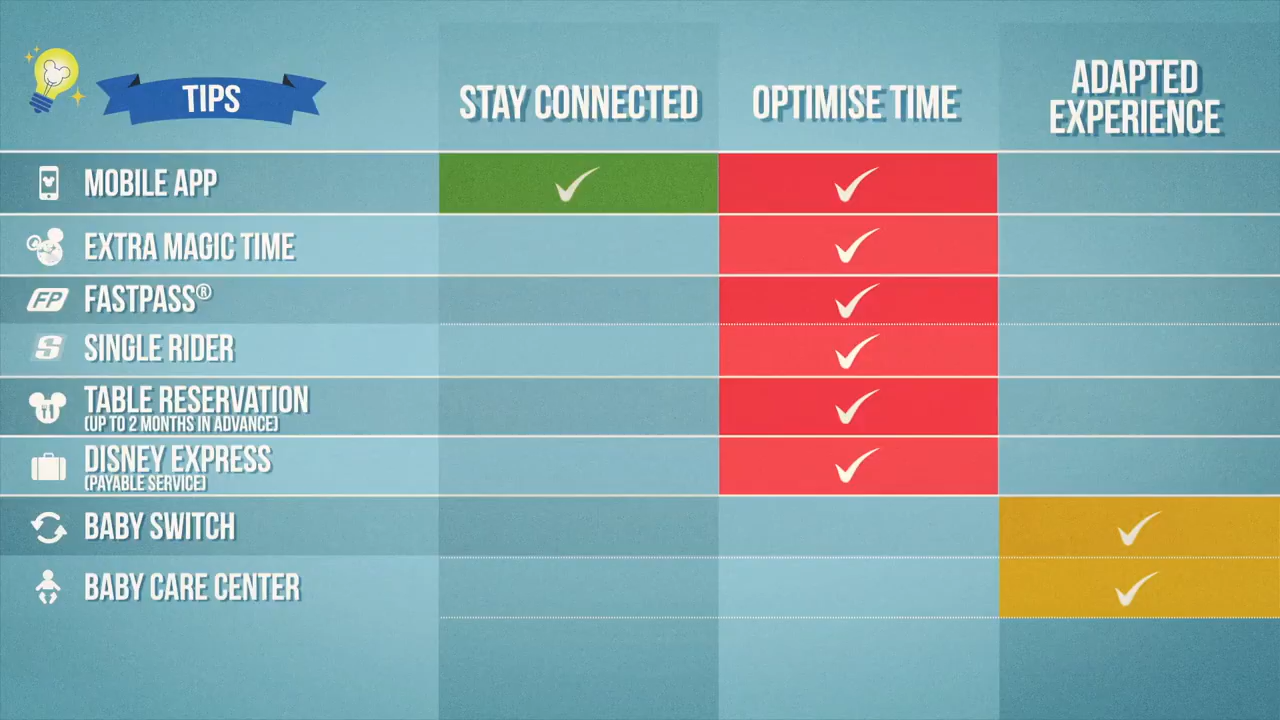 TIPS
STAY CONNECTED
OPTIMISE TIME
ADAPTED
EXPERIENCE
MOBILE APP
EXTRA MAGIC TIME
FP FASTPASS®
S SINGLE RIDER
TABLE RESERVATION
(UP TO 2 MONTHS IN ADVANCE)
DISNEY EXPRESS
(PAYABLE SERVICE)
BABY SWITCH
BABY CARE CENTER